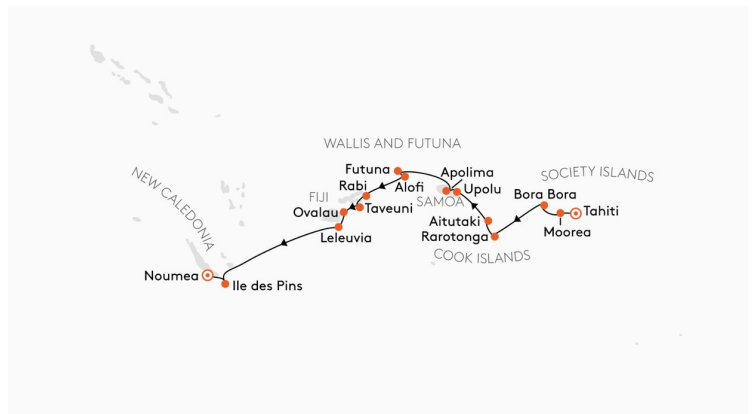 WALLIS AND FUTUNA
Futuna
Apolima
SOCIETY ISLANDS
NEW CALEDONIA
Rabi
Alofi
Upolu
Bora Bora
FIJI
SAMOA
Ovalau
Taveuni
Aitutaki
Tahiti
Leleuvia
Rarotonga
Moorea
COOK ISLANDS
Noumea
Ile des Pins